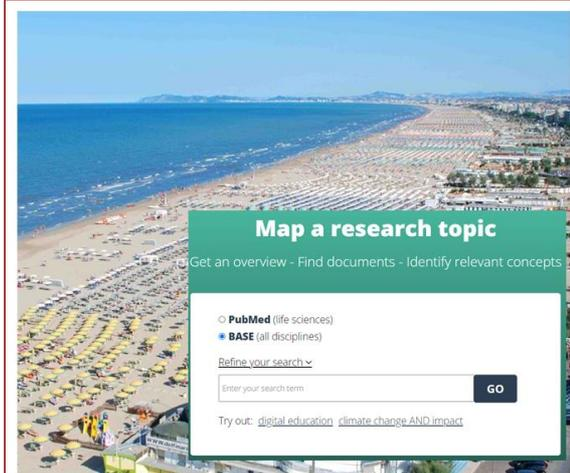 Map a research topic
Get an overview - Find documents - Identify relevant concepts
PubMed (life sciences)
BASE (all disciplines)
Refine your search
Enter your search term
GO
Try out: digital education climate change AND impact